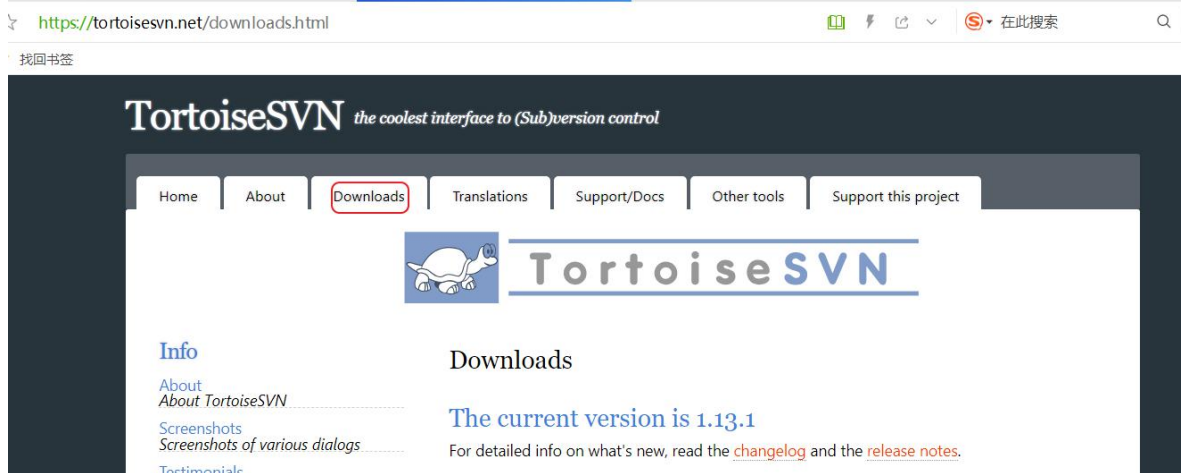 https://tortoisesvn.net/downloads.html
在此搜索
找回书签
TortoiseSVN the coolest interface to (Sub)version control
Home About Downloads Translations Support/Docs Other tools Support this project
TortoiseSVN
Info
About
About TortoiseSVN
Screenshots
Screenshots of various dialogs
Testimonials
Downloads
The current version is 1.13.1
For detailed info on what's new, read the changelog and the release notes.